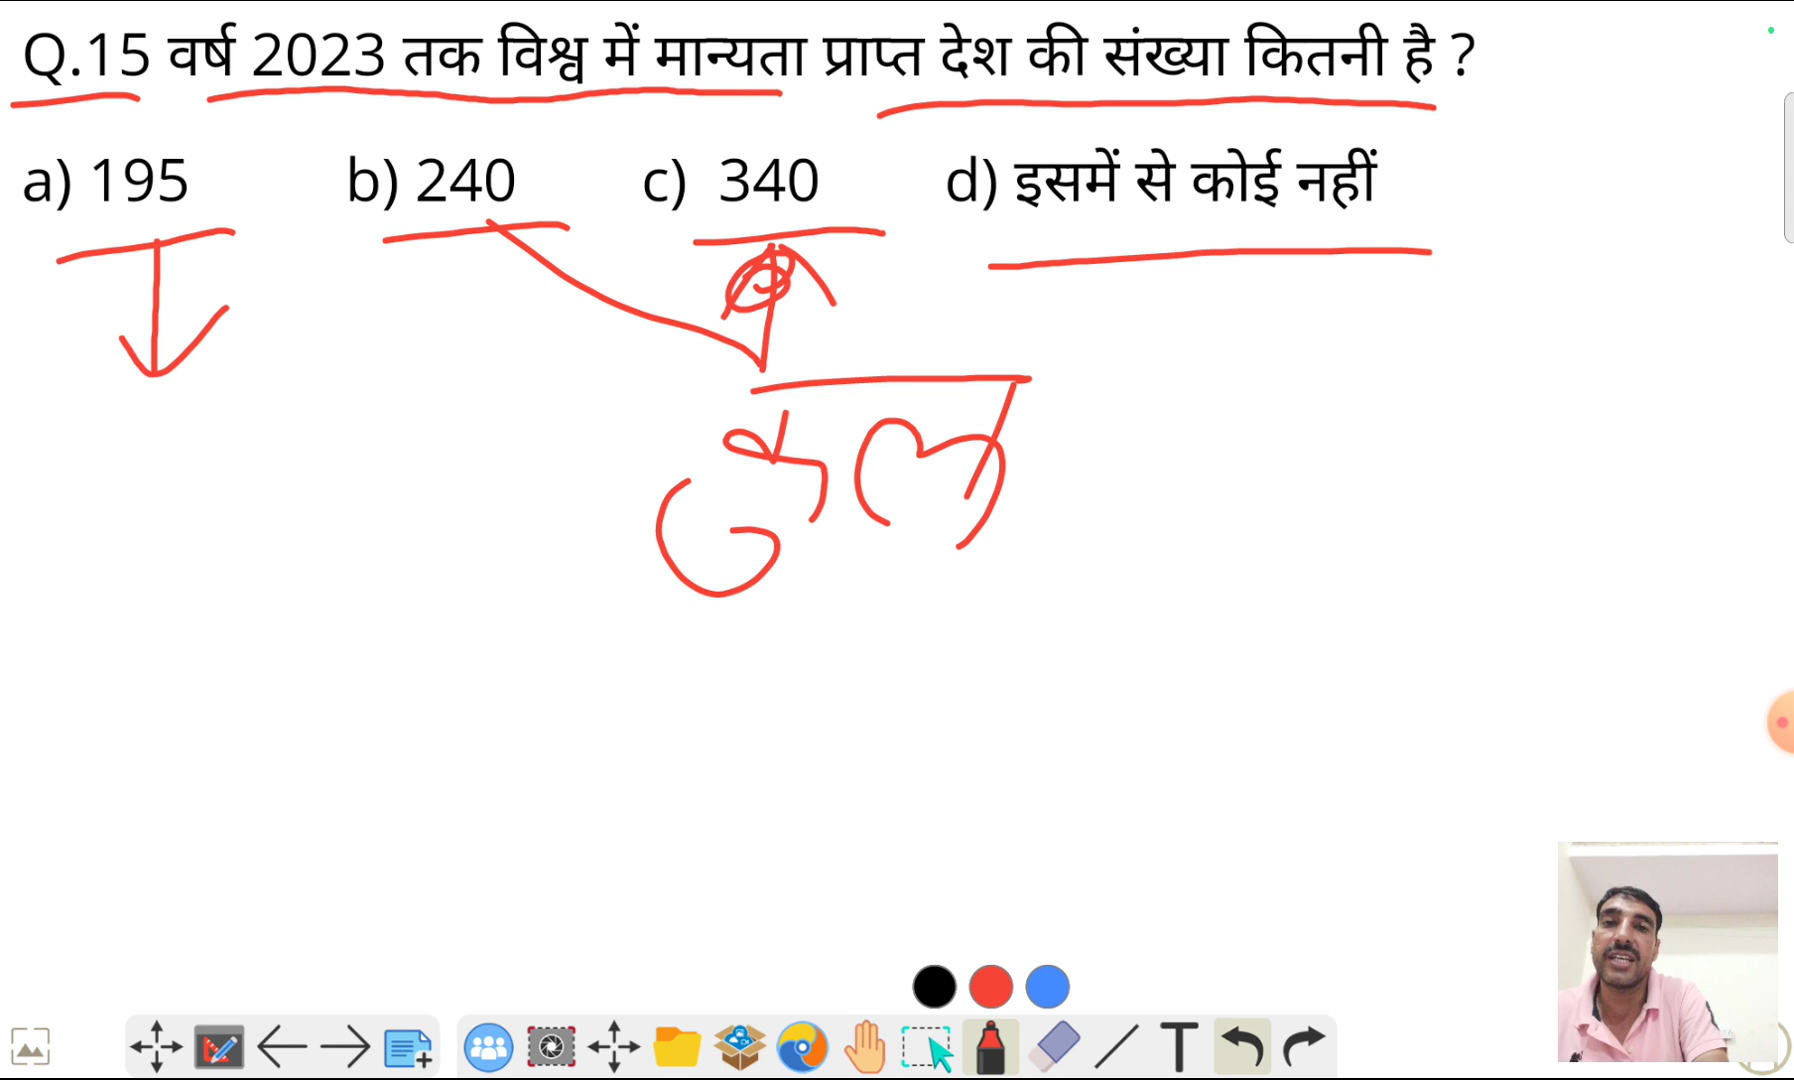 Q.15 वर्ष 2023 तक विश्व में मान्यता प्राप्त देश की संख्या कितनी है ?
a) 195 b) 240 c) 340 d) इसमें से कोई नहीं